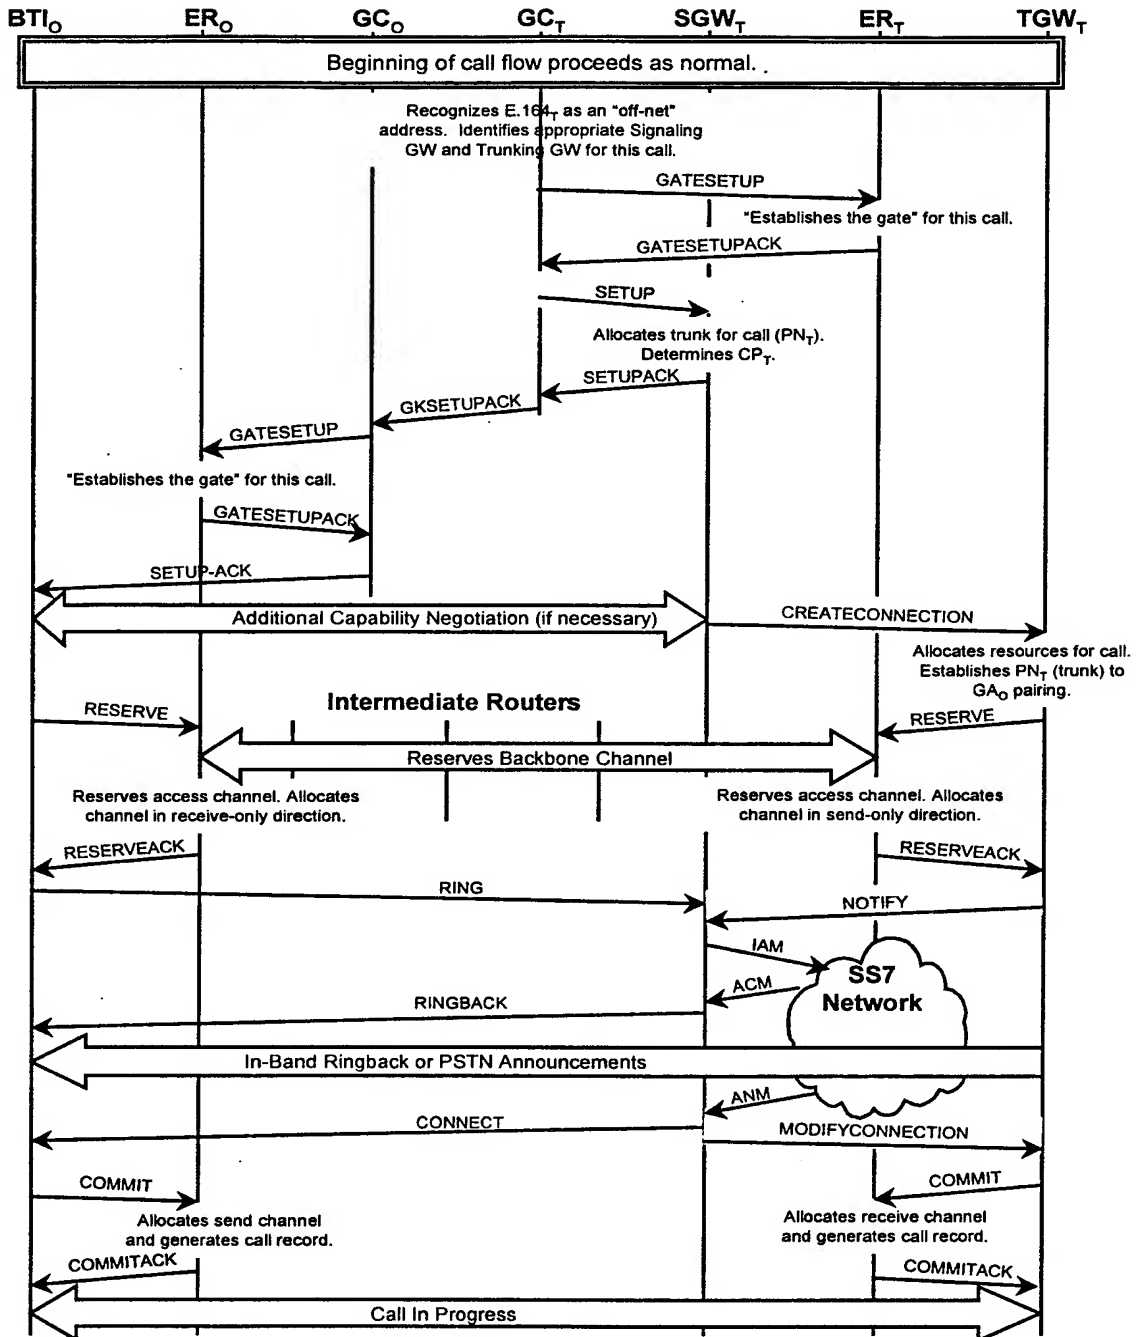 BTIO ERO GCO GCT SGWT ERT TGWT
Beginning of call flow proceeds as normal.
Recognizes E.164T as an "off-net"
address. Identifies appropriate Signaling
GW and Trunking GW for this call.
GATESETUP
"Establishes the gate" for this call.
GATESETUPACK
SETUP
Allocates trunk for call (PNT).
Determines CPT.
SETUPACK
GKSETUPACK
GATESETUP
"Establishes the gate" for this call.
GATESETUPACK
SETUP-ACK
Additional Capability Negotiation (if necessary)
CREATECONNECTION
Allocates resources for call.
Establishes PNT (trunk) to
GAO pairing.
Intermediate Routers
RESERVE
RESERVE
Reserves Backbone Channel
Reserves access channel. Allocates
channel in receive-only direction.
Reserves access channel. Allocates
channel in send-only direction.
RESERVEACK
RESERVEACK
RING
NOTIFY
IAM
SS7
Network
ACM
RINGBACK
In-Band Ringback or PSTN Announcements
ANM
CONNECT
MODIFYCONNECTION
COMMIT
COMMIT
Allocates send channel
and generates call record.
Allocates receive channel
and generates call record.
COMMITACK
COMMITACK
Call In Progress